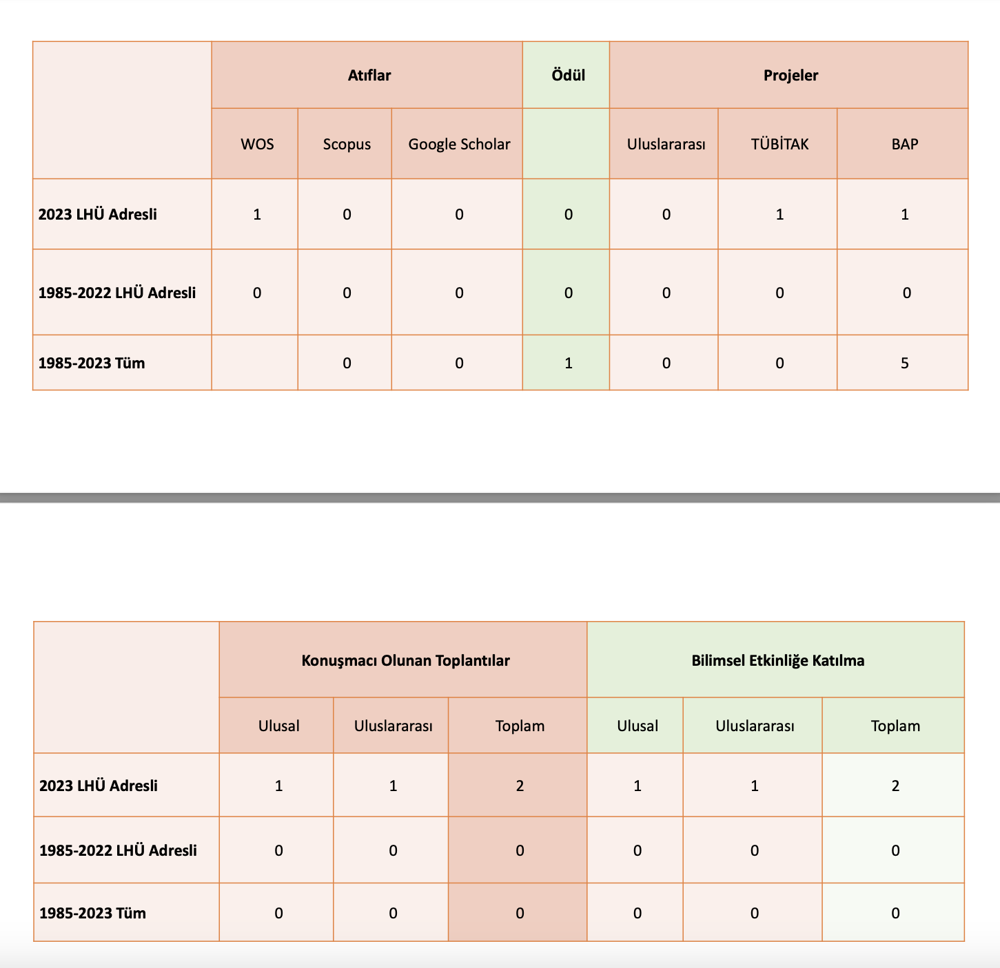 Atıflar Ödül Projeler
WOS Scopus Google Scholar Uluslararası TÜBİTAK BAP
2023 LHÜ Adresli 1 0 0 0 0 1 1
1985-2022 LHÜ Adresli 0 0 0 0 0 0 0
1985-2023 Tüm 0 0 1 0 0 5
Konuşmacı Olunan Toplantılar Bilimsel Etkinliğe Katılma
Ulusal Uluslararası Toplam Ulusal Uluslararası Toplam
2023 LHÜ Adresli 1 1 2 1 1 2
1985-2022 LHÜ Adresli 0 0 0 0 0 0
1985-2023 Tüm 0 0 0 0 0 0